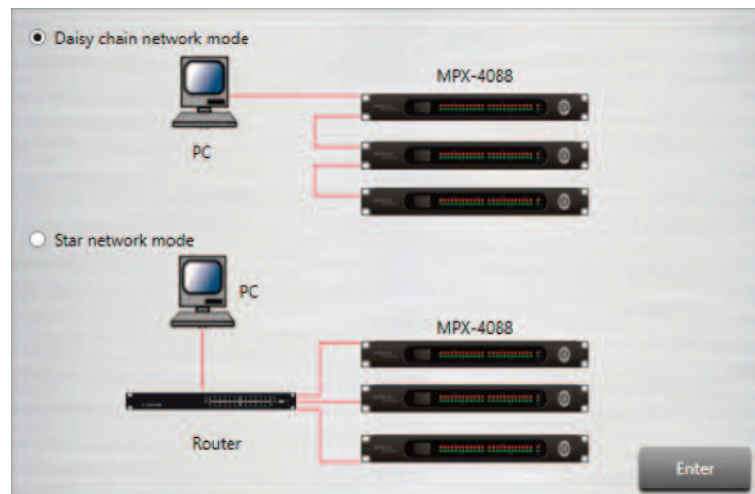 Daisy chain network mode
MPX-4088
PC
Star network mode
PC
MPX-4088
Router
Enter